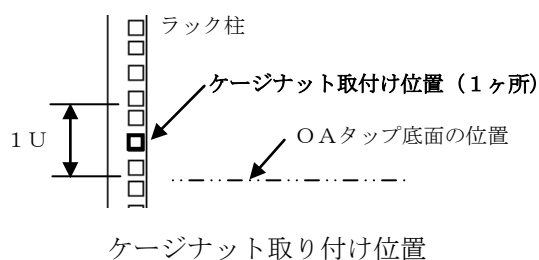 ラック柱
ケージナット取付け位置（１ヶ所）
１Ｕ
ＯＡタップ底面の位置
ケージナット取り付け位置